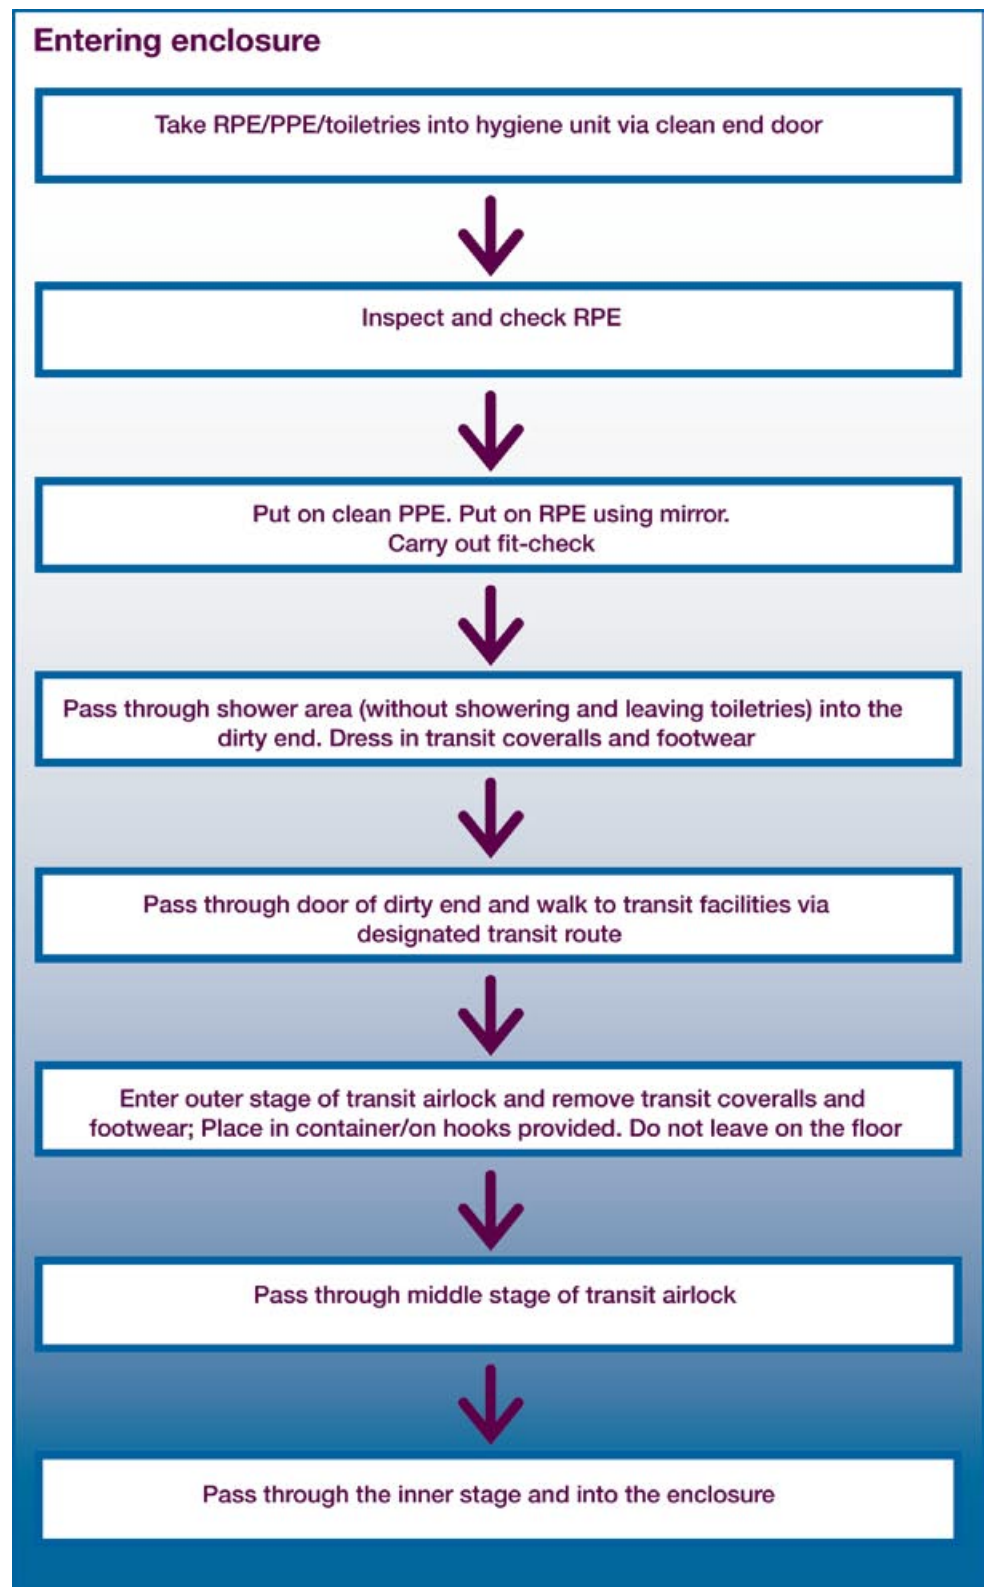 Entering enclosure
Take RPE/PPE/toiletries into hygiene unit via clean end door
Inspect and check RPE
Put on clean PPE. Put on RPE using mirror.
Carry out fit-check
Pass through shower area (without showering and leaving toiletries) into the
dirty end. Dress in transit coveralls and footwear
Pass through door of dirty end and walk to transit facilities via
designated transit route
Enter outer stage of transit airlock and remove transit coveralls and
footwear; Place in container/on hooks provided. Do not leave on the floor
Pass through middle stage of transit airlock
Pass through the inner stage and into the enclosure